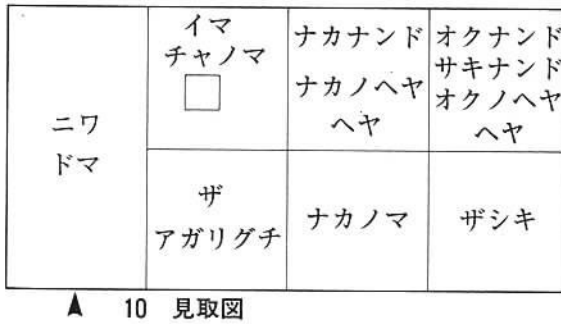 ニワ
ドマ
イマ
チャノマ
ナカナンド
ナカノヘヤ
ヘヤ
オクナンド
サキナンド
オクノヘヤ
ヘヤ
ザ
アガリグチ
ナカノマ
ザシキ
10 見取図